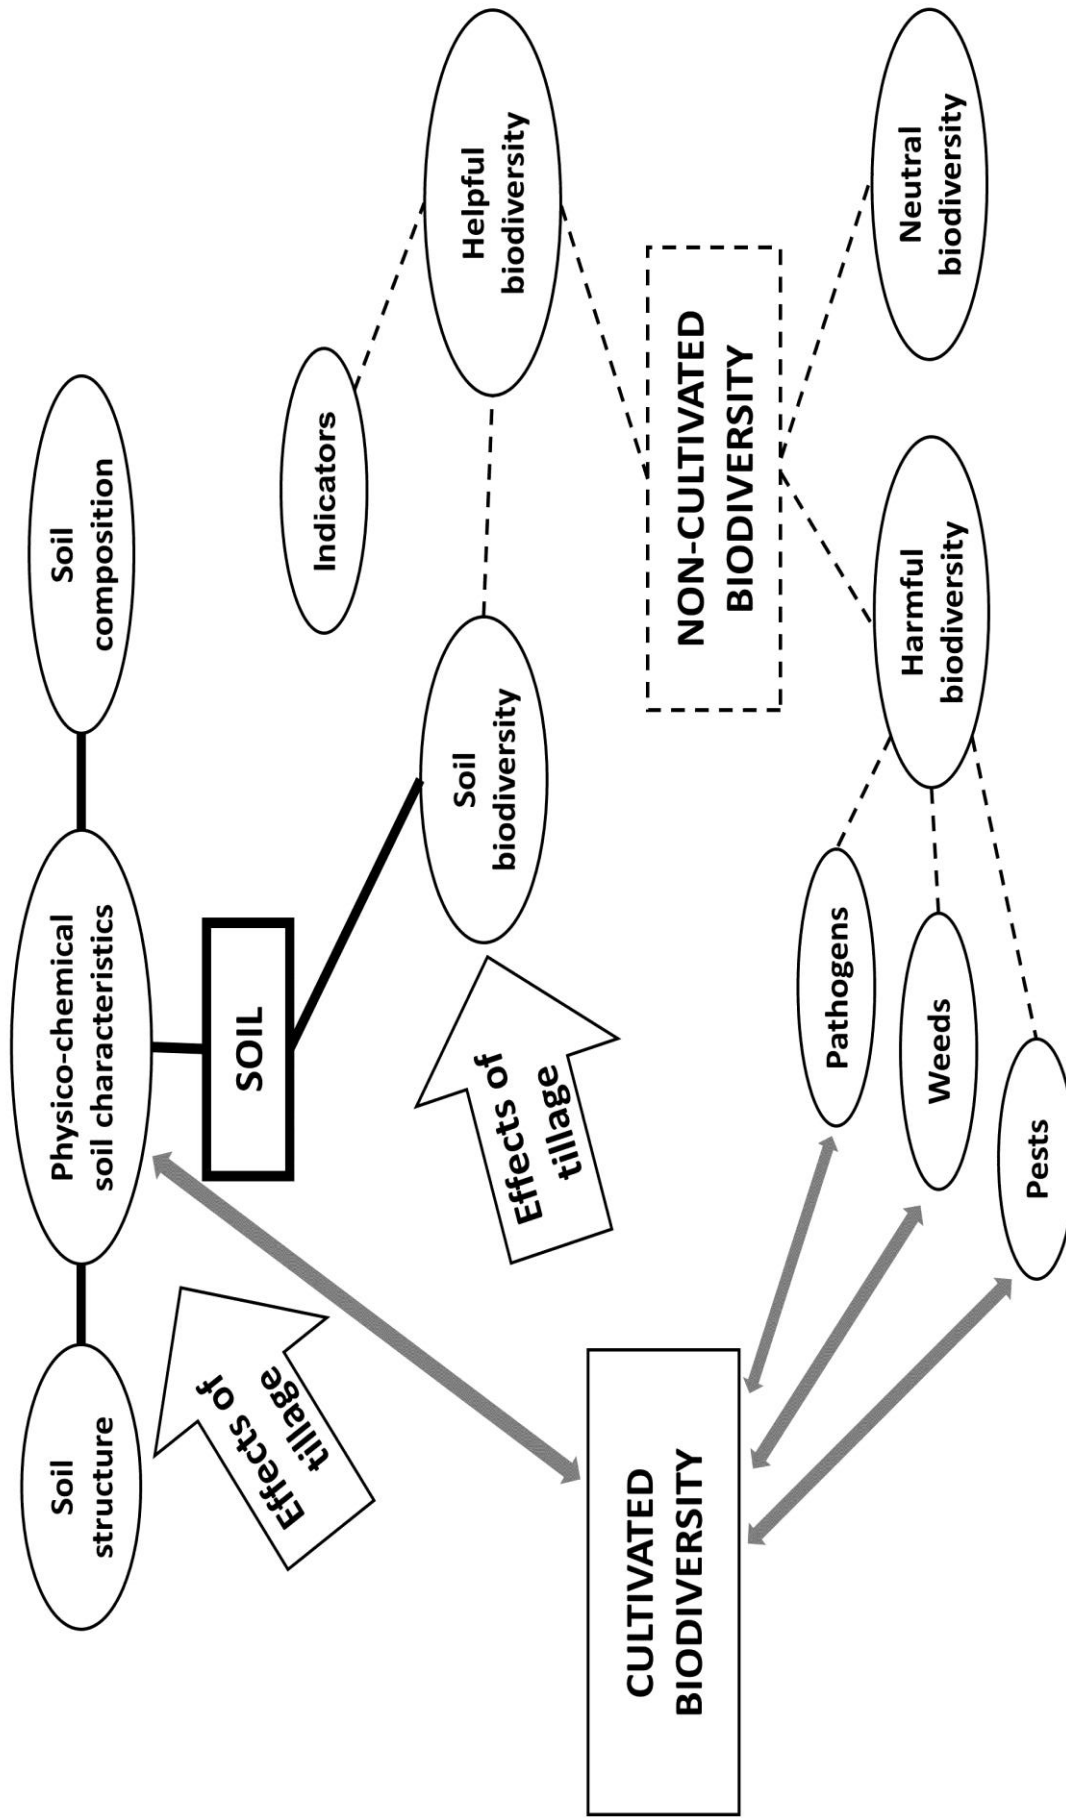 Soil
structure
Physico-chemical
soil characteristics
Soil
composition
Effects of
tillage
SOIL
Indicators
Effects of
tillage
Soil
biodiversity
Helpful
biodiversity
CULTIVATED
BIODIVERSITY
NON-CULTIVATED
BIODIVERSITY
Pathogens
Weeds
Pests
Harmful
biodiversity
Neutral
biodiversity